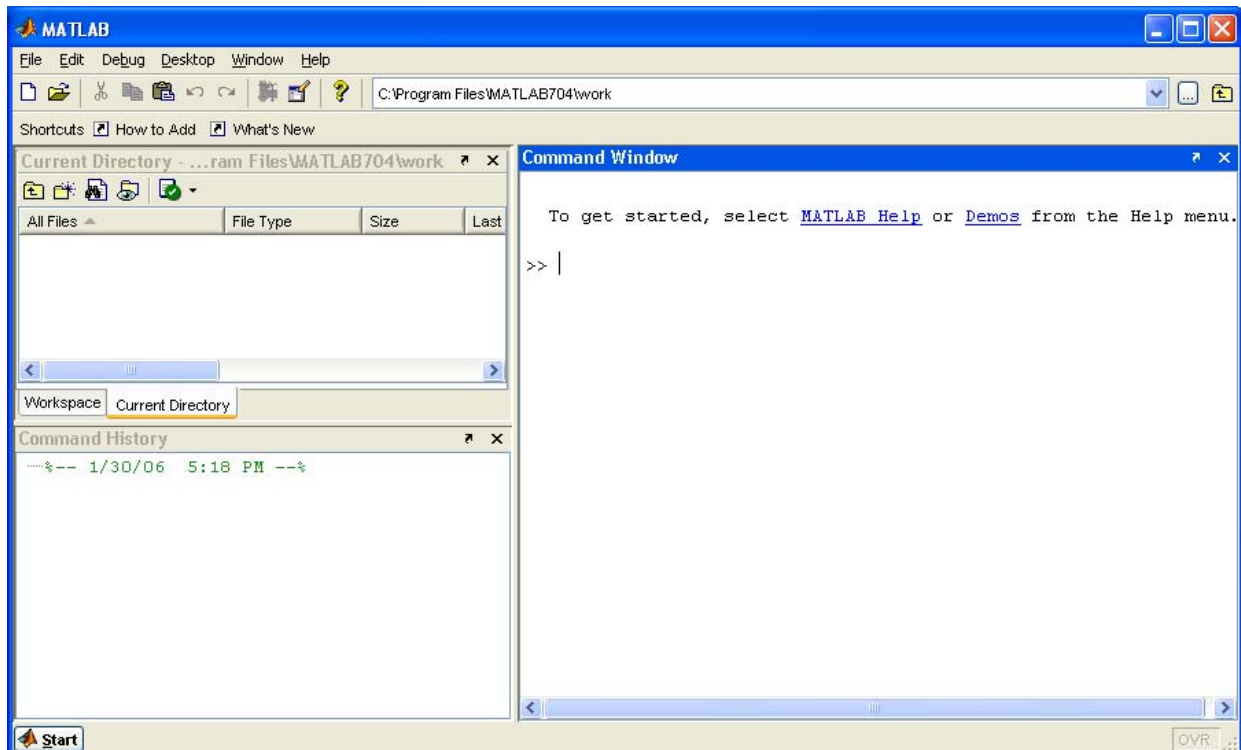 MATLAB
File Edit Debug Desktop Window Help
C:\Program Files\MATLAB704\work
Shortcuts How to Add What's New
Current Directory - ...ram Files\MATLAB704\work
All Files File Type Size Last
Workspace Current Directory
Command History
%-- 1/30/06 5:18 PM --%
Command Window
To get started, select MATLAB Help or Demos from the Help menu.
>>
Start
OVR